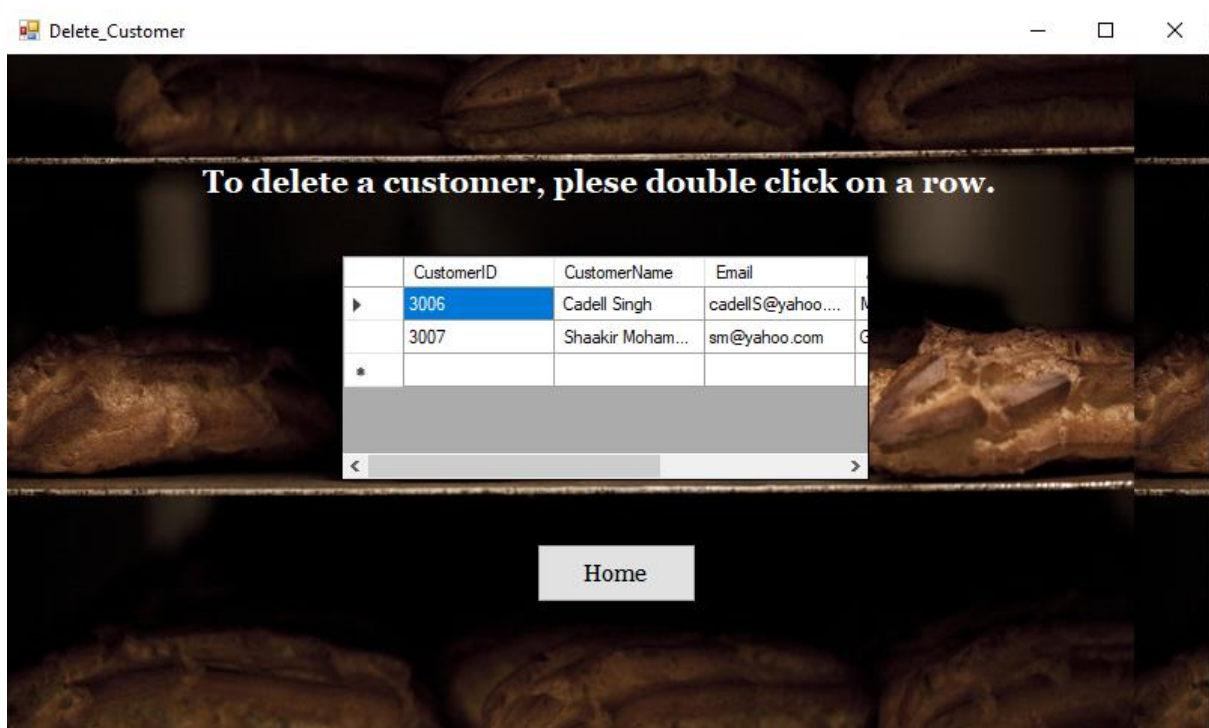 Delete_Customer
To delete a customer, plese double click on a row.
CustomerID CustomerName Email
3006 Cadell Singh cadellS@yahoo....
3007 Shaakir Moham... sm@yahoo.com
Home